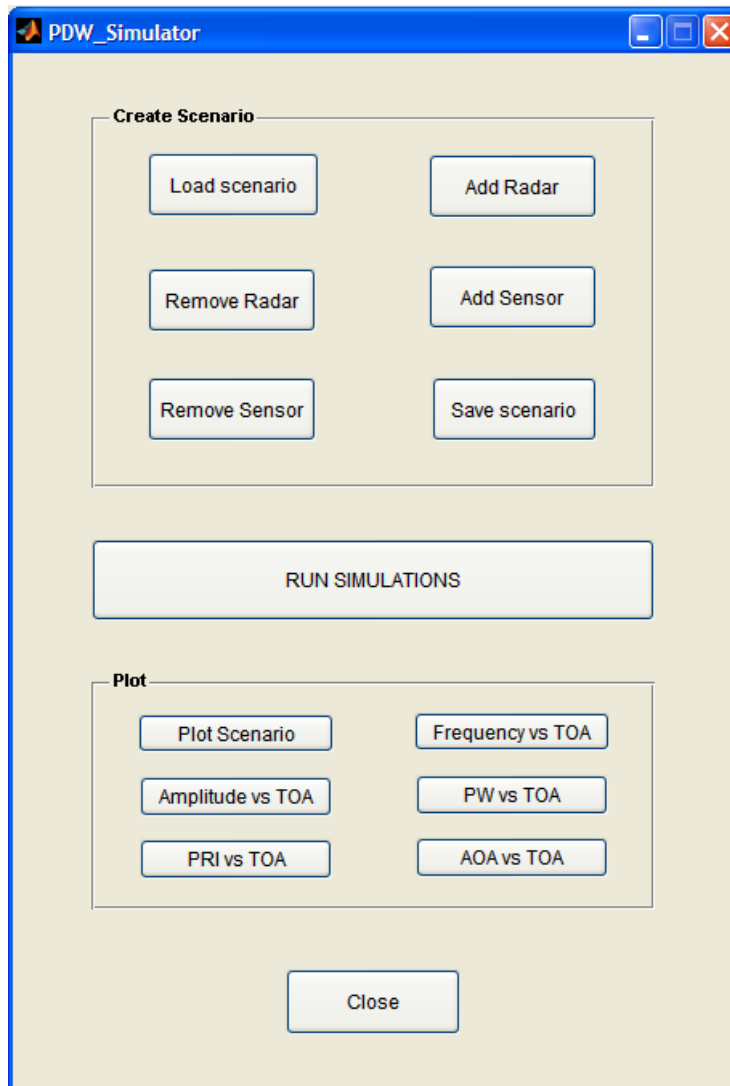 PDW_Simulator
Create Scenario
Load scenario
Add Radar
Remove Radar
Add Sensor
Remove Sensor
Save scenario
RUN SIMULATIONS
Plot
Plot Scenario
Frequency vs TOA
Amplitude vs TOA
PW vs TOA
PRI vs TOA
AOA vs TOA
Close